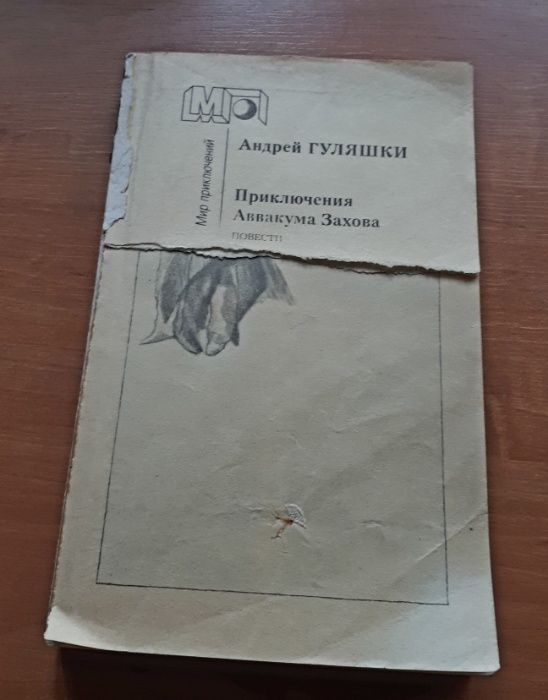 МП
Мир приключений
Андрей ГУЛЯШКИ
Приключения
Аввакума Захова
ПОВЕСТИ